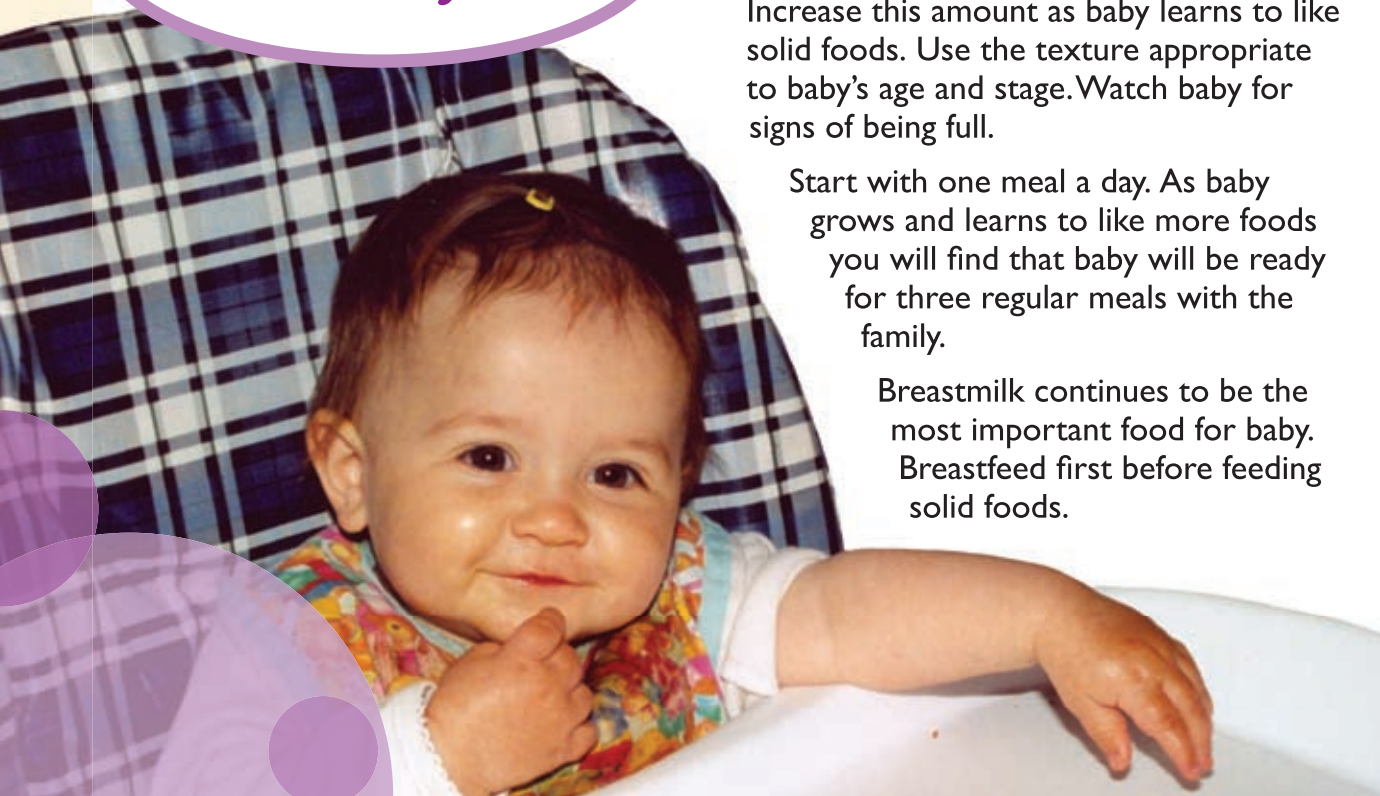 Increase this amount as baby learns to like
solid foods. Use the texture appropriate
to baby's age and stage. Watch baby for
signs of being full.
Start with one meal a day. As baby
grows and learns to like more foods
you will find that baby will be ready
for three regular meals with the
family.
Breastmilk continues to be the
most important food for baby.
Breastfeed first before feeding
solid foods.